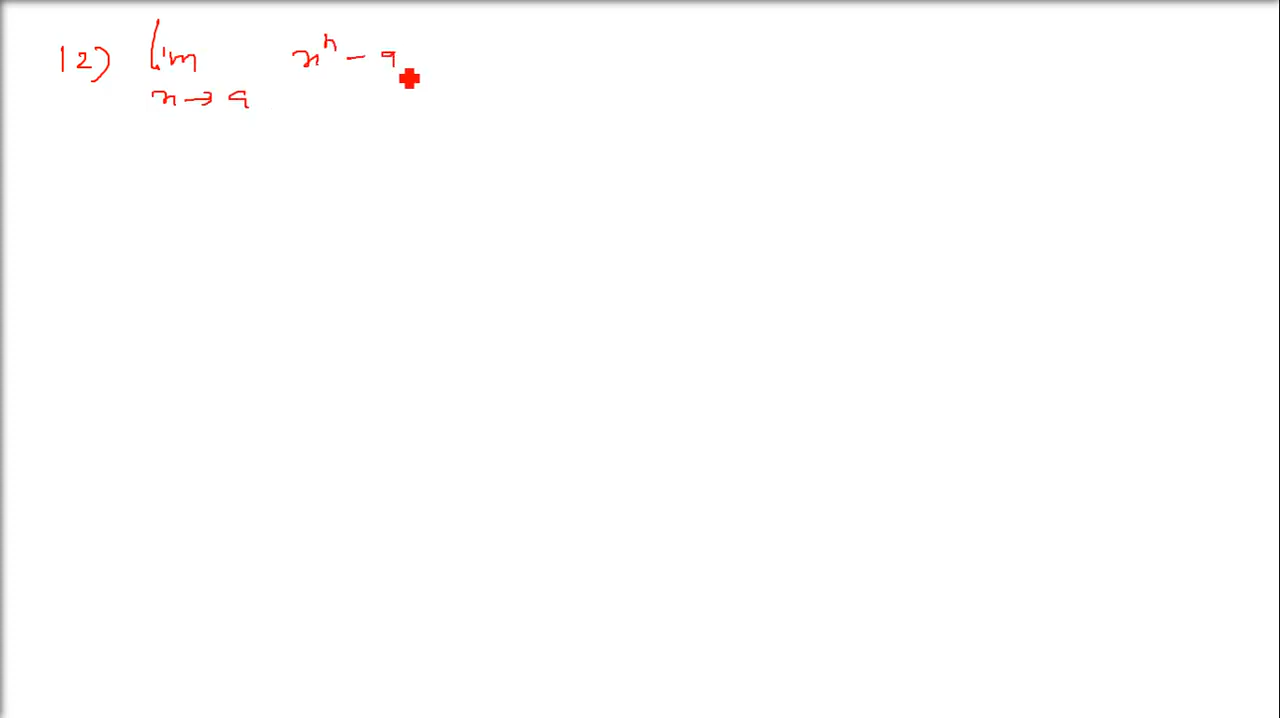 12) lim x^n - a
x → a